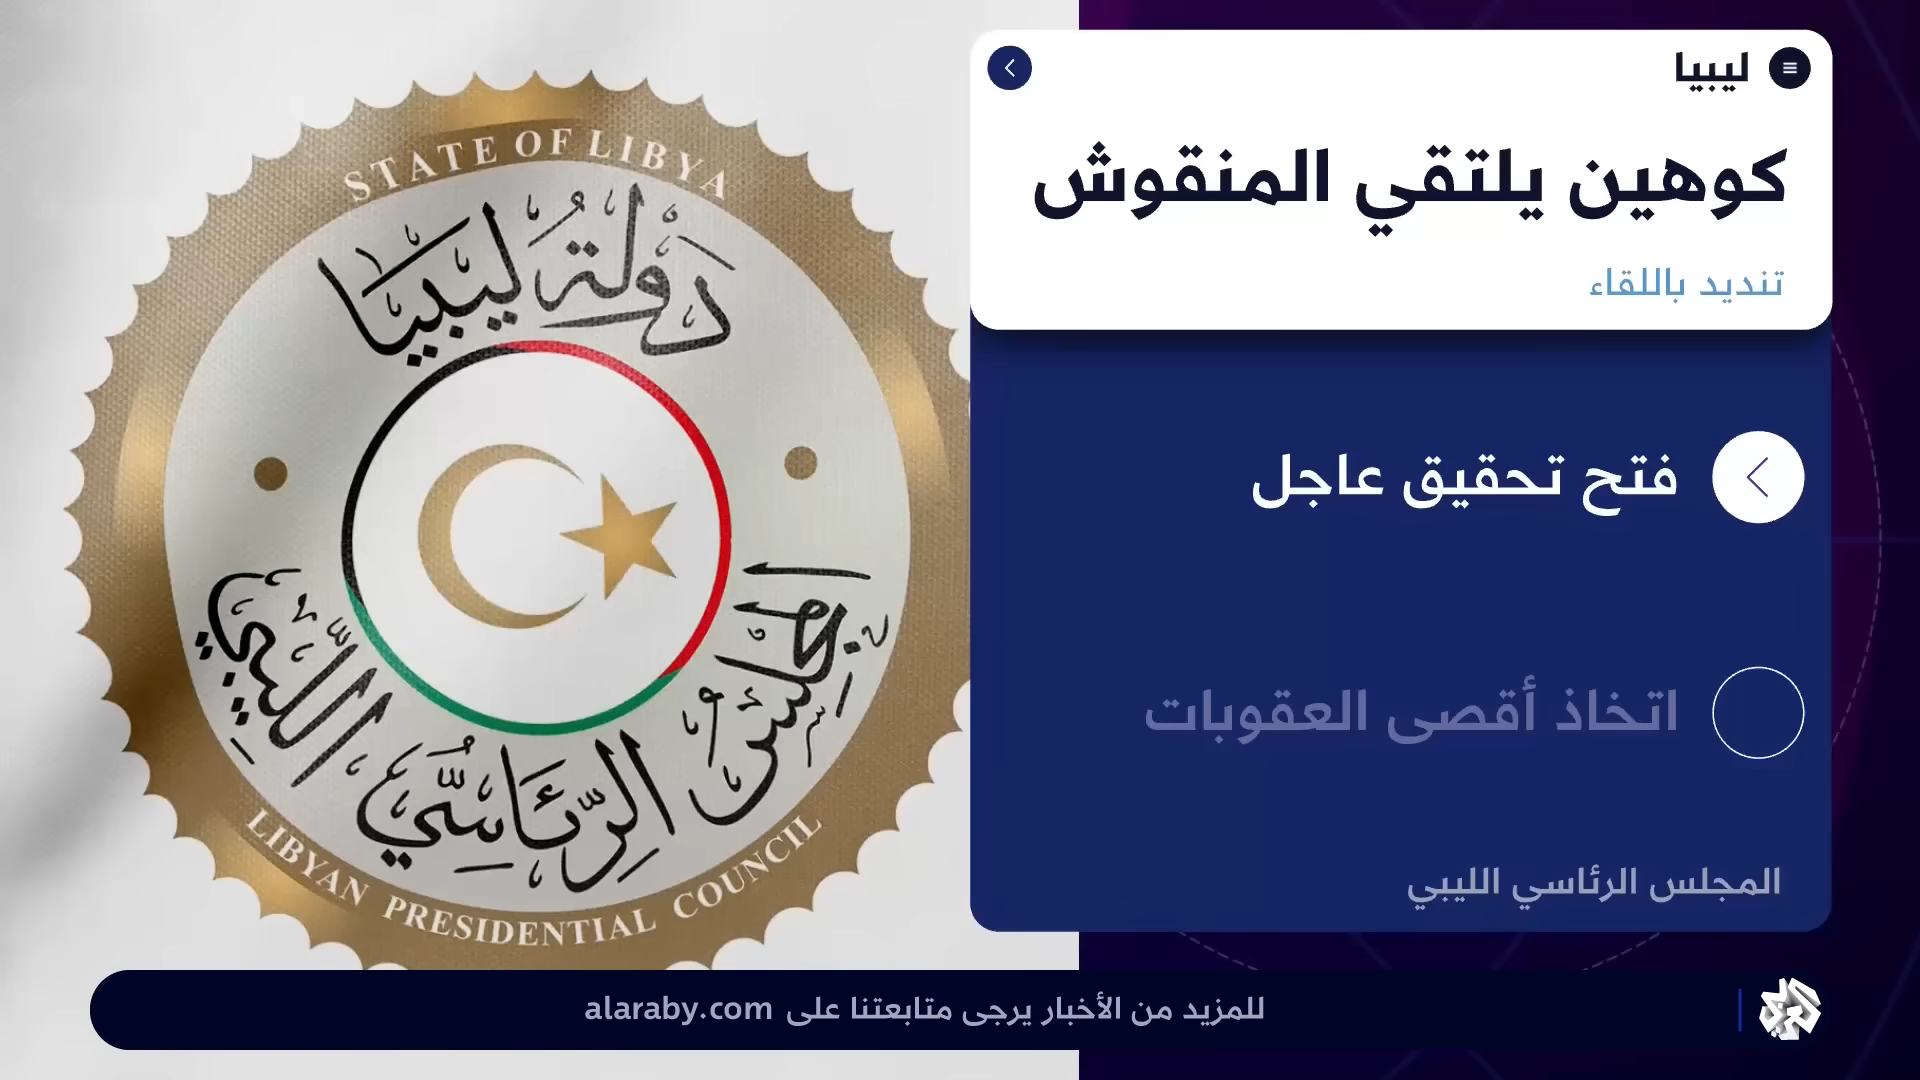 ليبيا
كوهين يلتقي المنقوش
تنديد باللقاء
فتح تحقيق عاجل
اتخاذ أقصى العقوبات
المجلس الرئاسي الليبي
STATE OF LIBYA
دولة ليبيا
المجلس الرئاسي الليبي
LIBYAN PRESIDENTIAL COUNCIL
للمزيد من الأخبار يرجى متابعتنا على alaraby.com